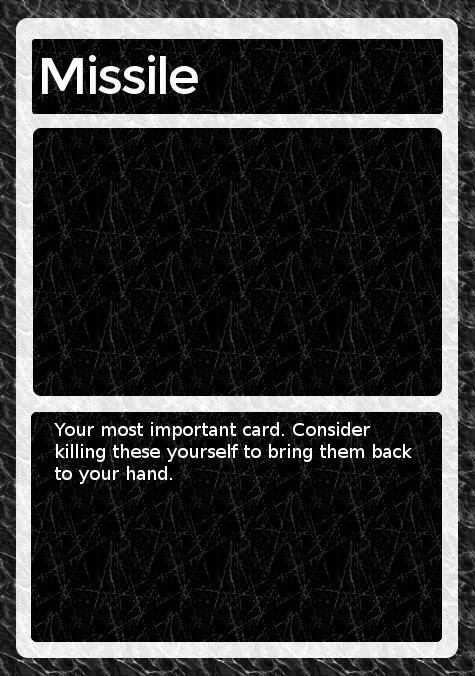 Missile
Your most important card. Consider
killing these yourself to bring them back
to your hand.